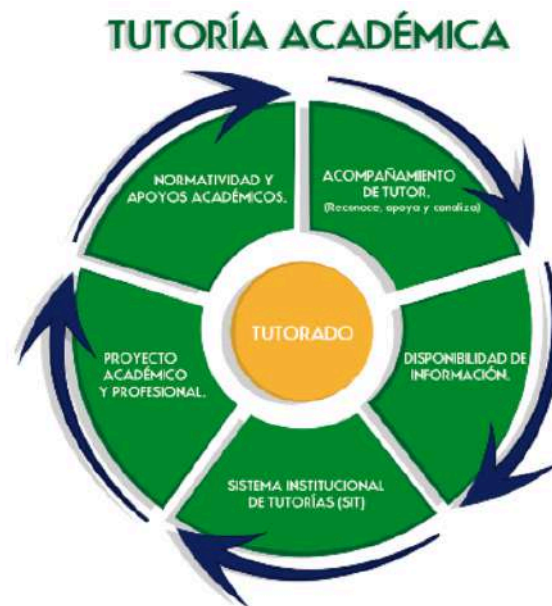 TUTORÍA ACADÉMICA
NORMATIVIDAD Y
APOYOS ACADÉMICOS.
ACOMPAÑAMIENTO
DE TUTOR.
(Reconoce, apoya y canaliza)
TUTORADO
PROYECTO
ACADÉMICO
Y PROFESIONAL.
DISPONIBILIDAD DE
INFORMACIÓN.
SISTEMA INSTITUCIONAL
DE TUTORÍAS (SIT)